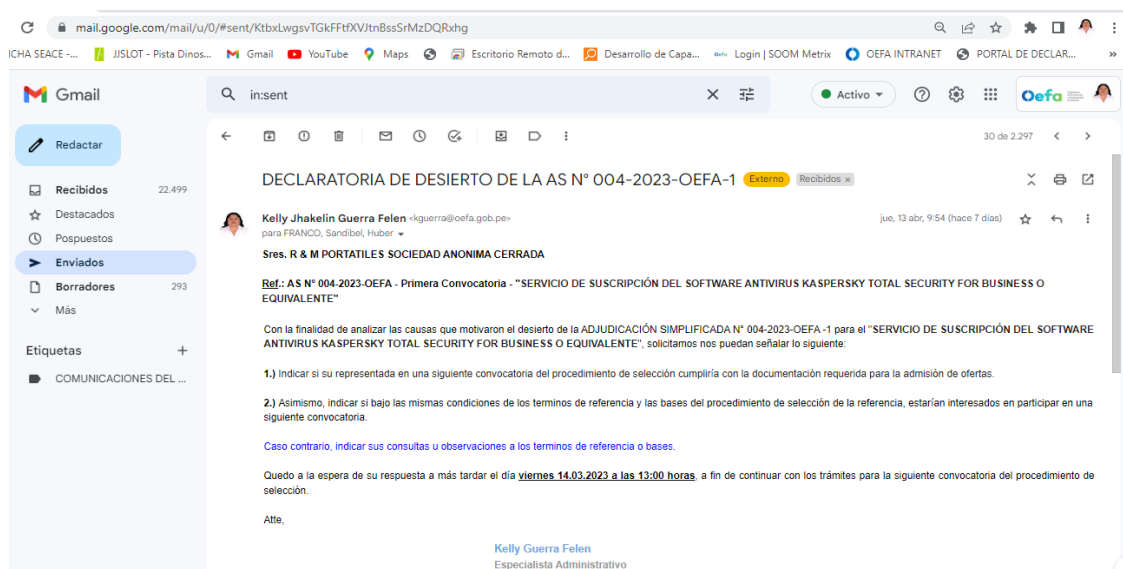 mail.google.com/mail/u/0/#sent/KtbxLwgsvTGkFFtfXVJtnBssSrMzDQRxhg
ICHA SEACE -... JJSLOT - Pista Dinos... Gmail YouTube Maps Escritorio Remoto d... Desarrollo de Capa... Login | SOOM Metrix OEFA INTRANET PORTAL DE DECLAR... »
Gmail in:sent Activo Oefa
Redactar 30 de 2.297
DECLARATORIA DE DESIERTO DE LA AS N° 004-2023-OEFA-1 Externo Recibidos x
Recibidos 22.499
Destacados
Pospuestos
Enviados
Borradores 293
Más
Etiquetas +
COMUNICACIONES DEL ...
Kelly Jhakelin Guerra Felen <kguerra@oefa.gob.pe> jue, 13 abr, 9:54 (hace 7 días)
para FRANCO, Sandibel, Huber
Sres. R & M PORTATILES SOCIEDAD ANONIMA CERRADA
Ref.: AS N° 004-2023-OEFA - Primera Convocatoria - "SERVICIO DE SUSCRIPCIÓN DEL SOFTWARE ANTIVIRUS KASPERSKY TOTAL SECURITY FOR BUSINESS O
EQUIVALENTE"
Con la finalidad de analizar las causas que motivaron el desierto de la ADJUDICACIÓN SIMPLIFICADA N° 004-2023-OEFA -1 para el "SERVICIO DE SUSCRIPCIÓN DEL SOFTWARE
ANTIVIRUS KASPERSKY TOTAL SECURITY FOR BUSINESS O EQUIVALENTE", solicitamos nos puedan señalar lo siguiente:
1.) Indicar si su representada en una siguiente convocatoria del procedimiento de selección cumpliría con la documentación requerida para la admisión de ofertas.
2.) Asimismo, indicar si bajo las mismas condiciones de los terminos de referencia y las bases del procedimiento de selección de la referencia, estarían interesados en participar en una
siguiente convocatoria.
Caso contrario, indicar sus consultas u observaciones a los terminos de referencia o bases.
Quedo a la espera de su respuesta a más tardar el día viernes 14.03.2023 a las 13:00 horas, a fin de continuar con los trámites para la siguiente convocatoria del procedimiento de
selección.
Atte,
Kelly Guerra Felen
Especialista Administrativo